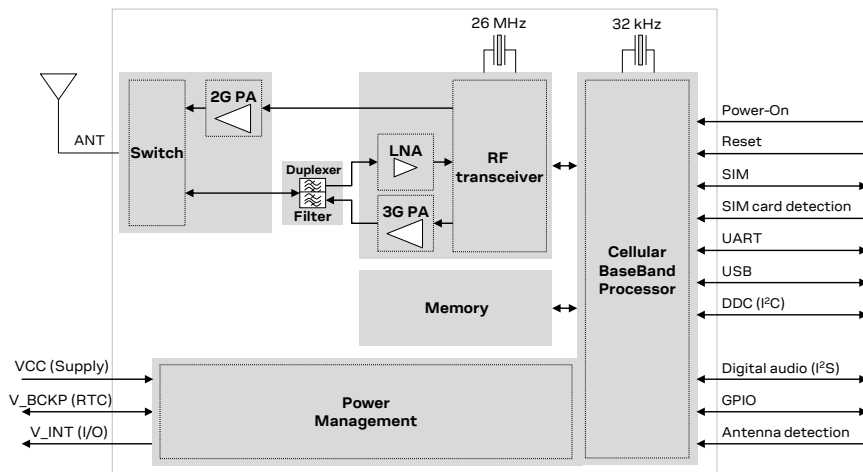 26 MHz
32 kHz
2G PA
ANT
Switch
Duplexer
Filter
LNA
3G PA
RF
transceiver
Memory
Cellular
BaseBand
Processor
Power-On
Reset
SIM
SIM card detection
UART
USB
DDC (I²C)
Digital audio (I²S)
GPIO
Antenna detection
VCC (Supply)
V_BCKP (RTC)
V_INT (I/O)
Power
Management